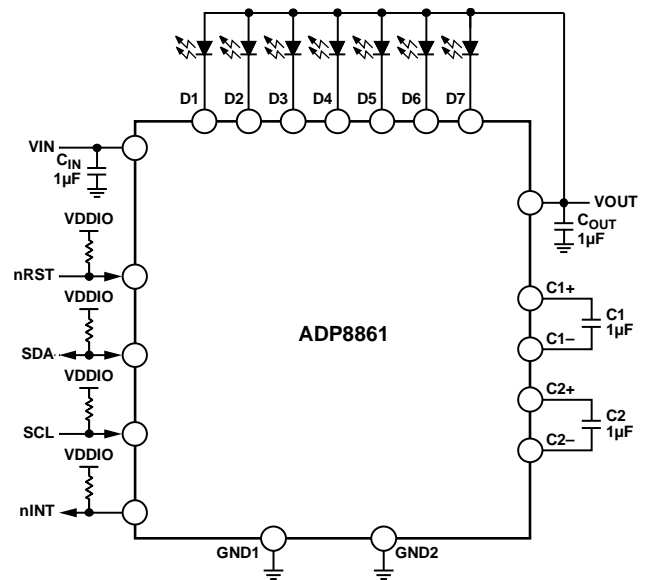 D1 D2 D3 D4 D5 D6 D7
VIN
CIN
1µF
VDDIO
nRST
VDDIO
SDA
VDDIO
SCL
VDDIO
nINT
ADP8861
VOUT
COUT
1µF
C1+
C1
1µF
C1–
C2+
C2
1µF
C2–
GND1
GND2